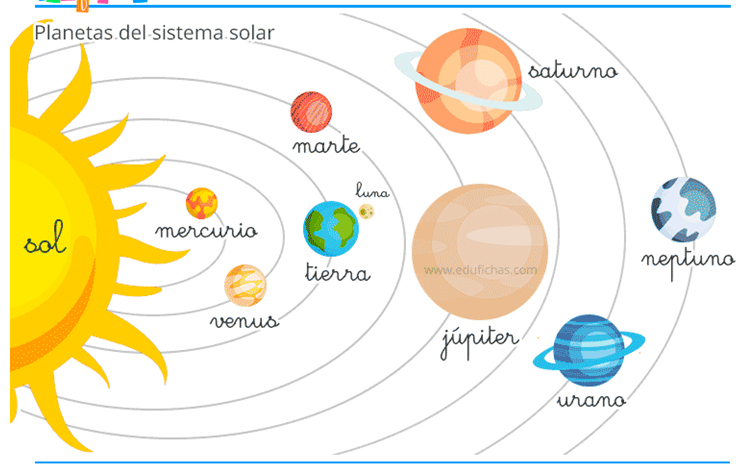 Planetas del sistema solar
saturno
marte
luna
sol
mercurio
tierra
www.edufichas.com
neptuno
venus
júpiter
urano